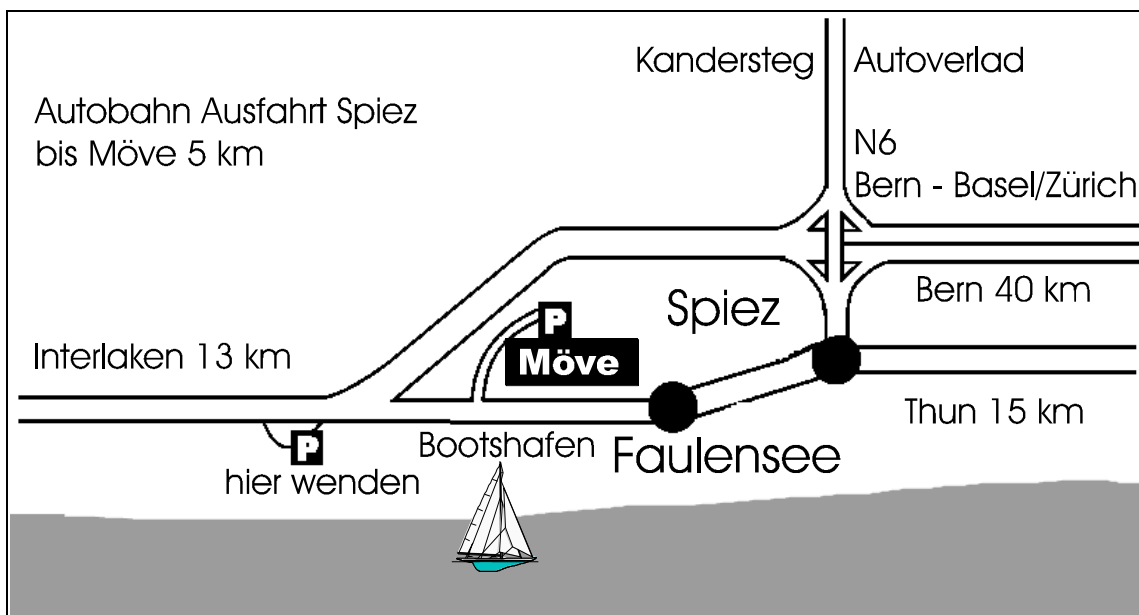 Kandersteg Autoverlad
Autobahn Ausfahrt Spiez
bis Möve 5 km
N6
Bern - Basel/Zürich
Bern 40 km
Spiez
P
Möve
Interlaken 13 km
Thun 15 km
Bootshafen
Faulensee
P
hier wenden